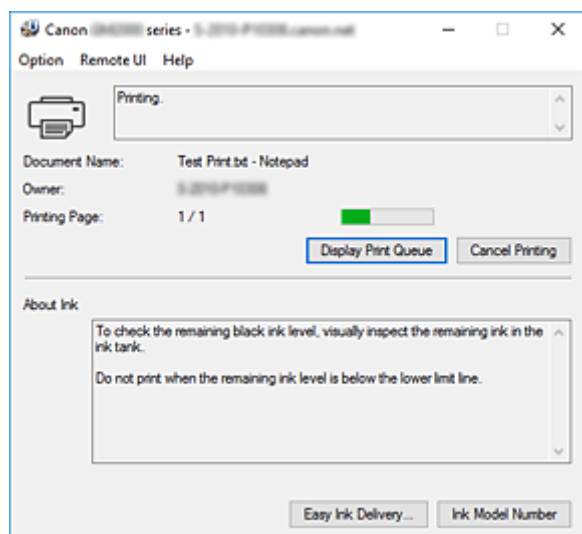 Canon series -
Option Remote UI Help
Printing.
Document Name: Test Print.txt - Notepad
Owner:
Printing Page: 1 / 1
Display Print Queue Cancel Printing
About Ink
To check the remaining black ink level, visually inspect the remaining ink in the
ink tank.
Do not print when the remaining ink level is below the lower limit line.
Easy Ink Delivery... Ink Model Number